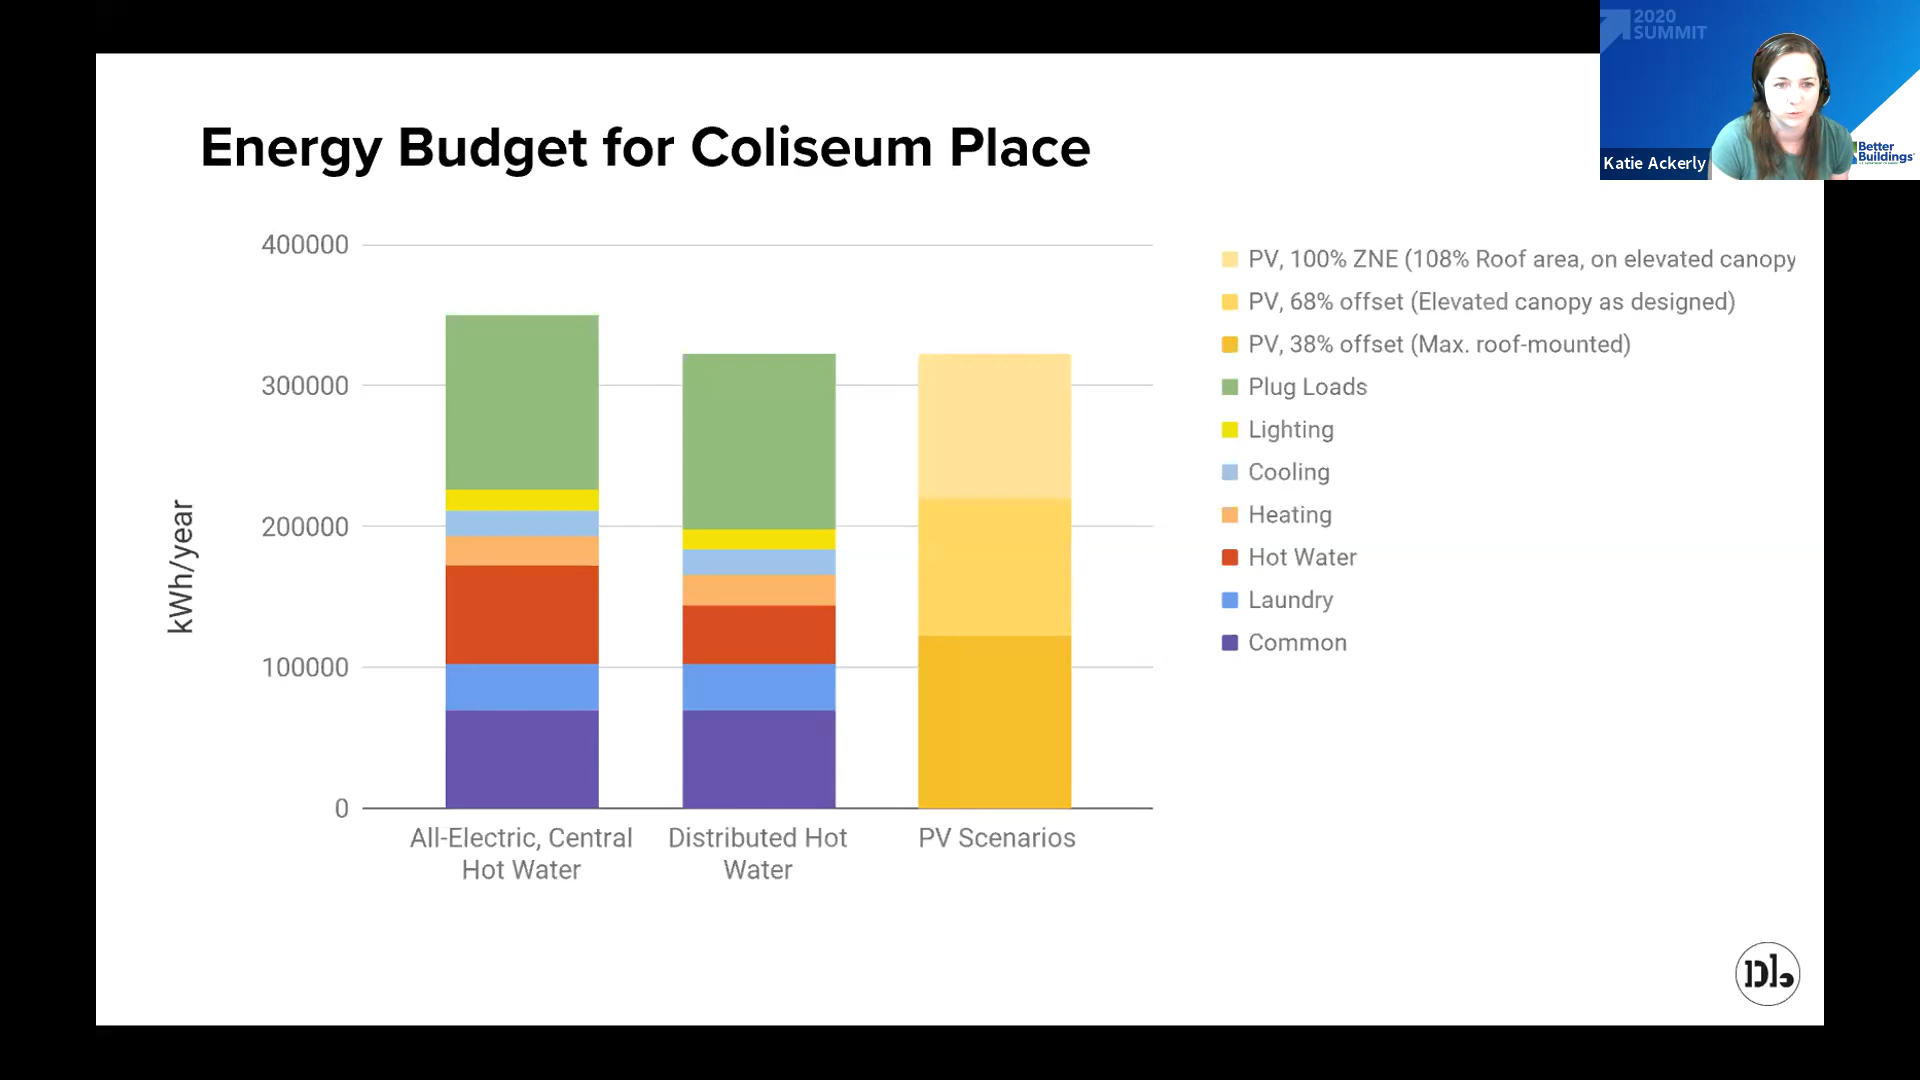 2020
SUMMIT
Katie Ackerly
Better
Buildings
Energy Budget for Coliseum Place
400000
300000
200000
100000
0
kWh/year
All-Electric, Central
Hot Water
Distributed Hot
Water
PV Scenarios
PV, 100% ZNE (108% Roof area, on elevated canopy
PV, 68% offset (Elevated canopy as designed)
PV, 38% offset (Max. roof-mounted)
Plug Loads
Lighting
Cooling
Heating
Hot Water
Laundry
Common